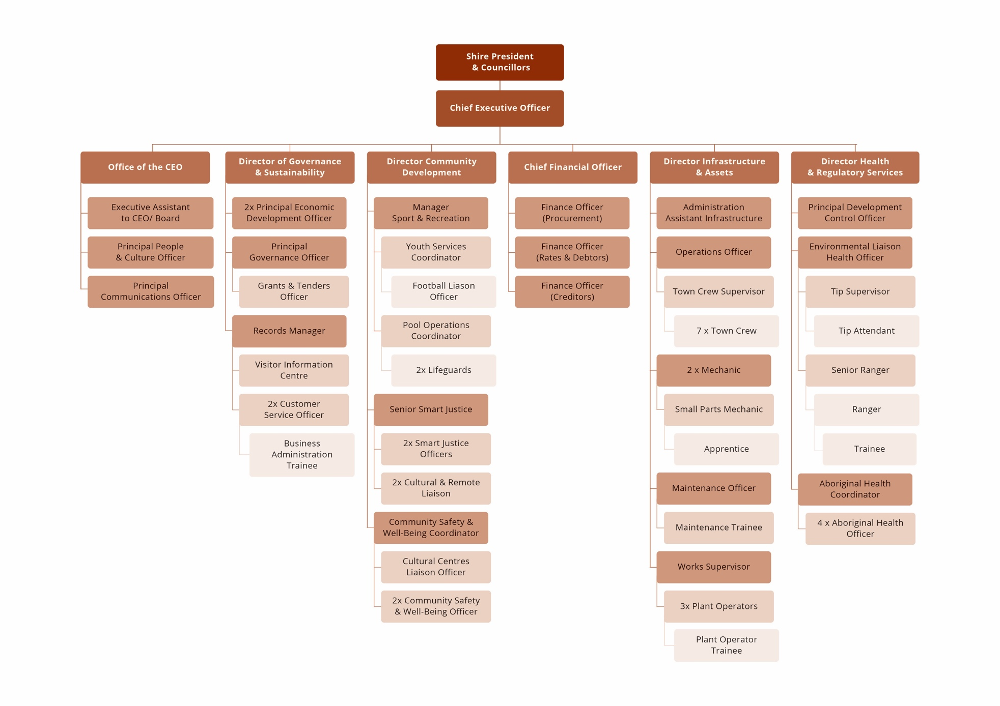 Shire President
& Councillors
Chief Executive Officer
Office of the CEO
Executive Assistant
to CEO/ Board
Principal People
& Culture Officer
Principal
Communications Officer
Director of Governance
& Sustainability
2x Principal Economic
Development Officer
Principal
Governance Officer
Grants & Tenders
Officer
Records Manager
Visitor Information
Centre
2x Customer
Service Officer
Business
Administration
Trainee
Director Community
Development
Manager
Sport & Recreation
Youth Services
Coordinator
Football Liason
Officer
Pool Operations
Coordinator
2x Lifeguards
Senior Smart Justice
2x Smart Justice
Officers
2x Cultural & Remote
Liaison
Community Safety &
Well-Being Coordinator
Cultural Centres
Liaison Officer
2x Community Safety
& Well-Being Officer
Chief Financial Officer
Finance Officer
(Procurement)
Finance Officer
(Rates & Debtors)
Finance Officer
(Creditors)
Director Infrastructure
& Assets
Administration
Assistant Infrastructure
Operations Officer
Town Crew Supervisor
7 x Town Crew
2 x Mechanic
Small Parts Mechanic
Apprentice
Maintenance Officer
Maintenance Trainee
Works Supervisor
3x Plant Operators
Plant Operator
Trainee
Director Health
& Regulatory Services
Principal Development
Control Officer
Environmental Liaison
Health Officer
Tip Supervisor
Tip Attendant
Senior Ranger
Ranger
Trainee
Aboriginal Health
Coordinator
4 x Aboriginal Health
Officer